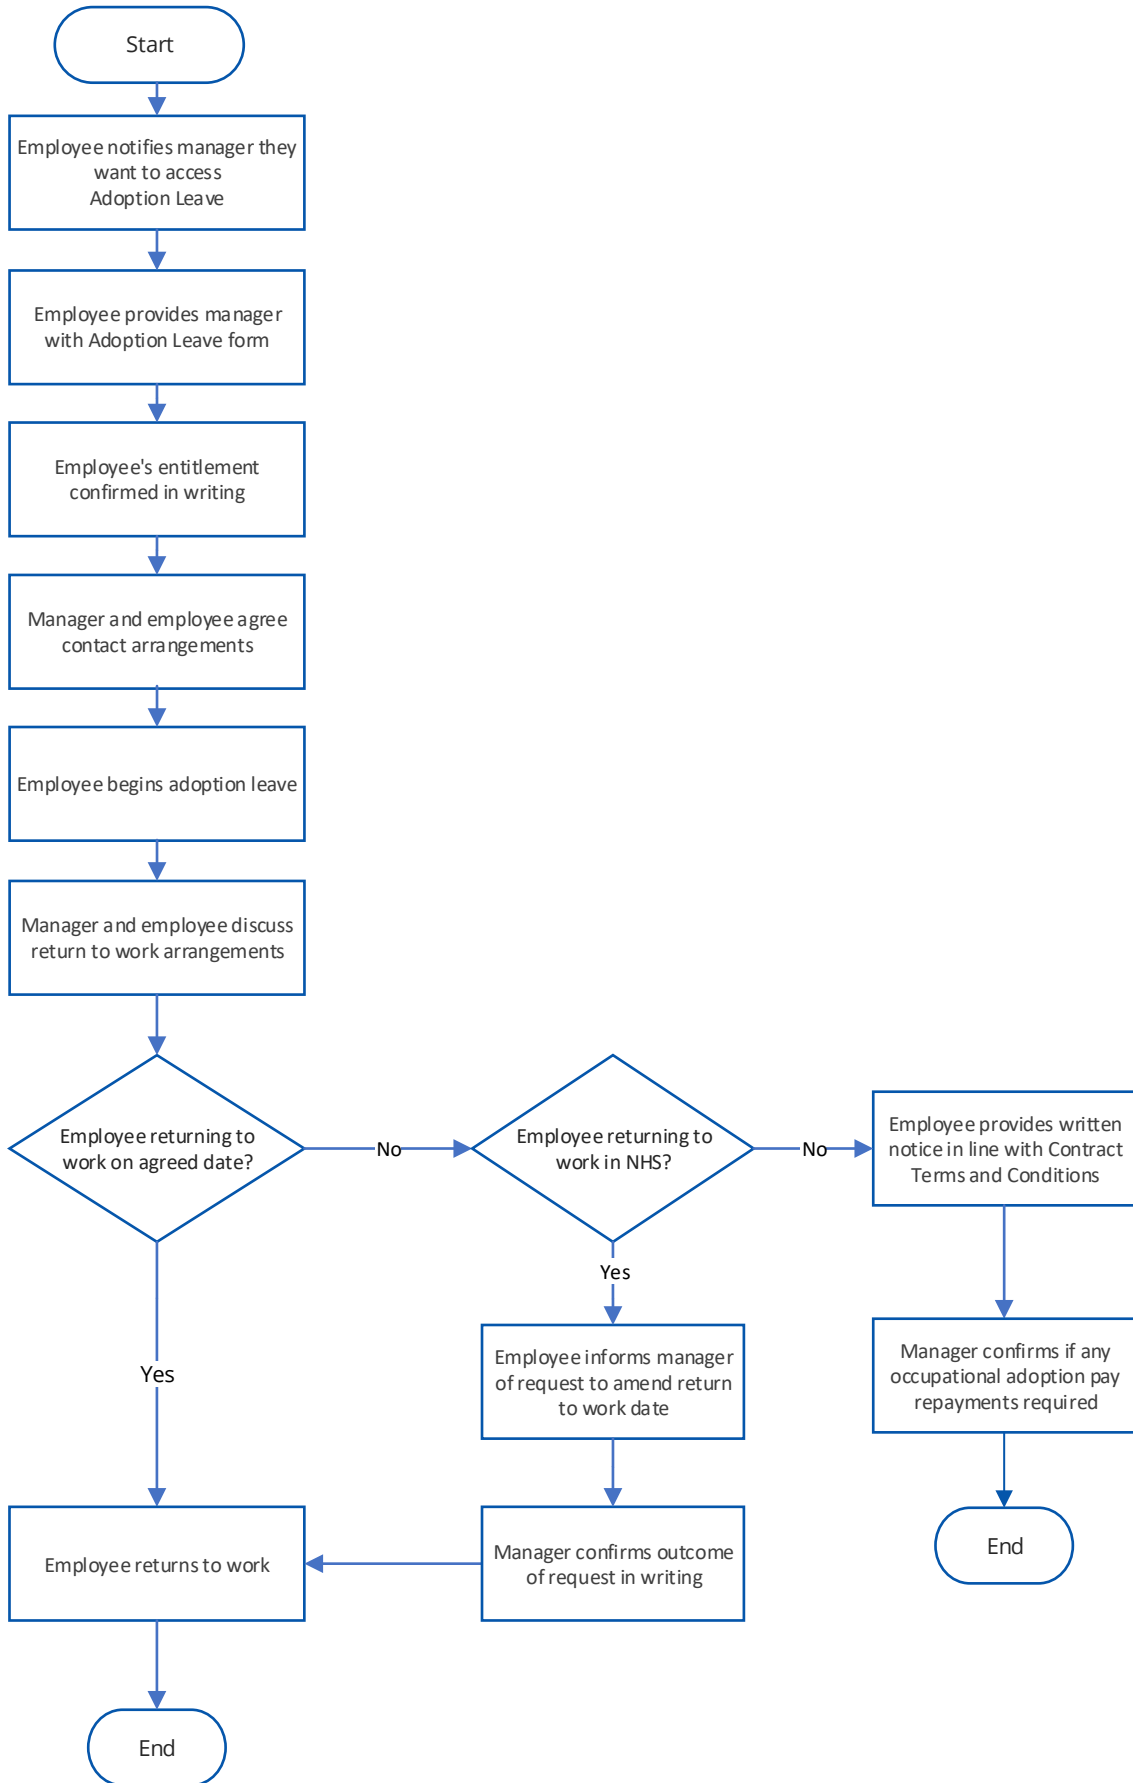 Start
Employee notifies manager they
want to access
Adoption Leave
Employee provides manager
with Adoption Leave form
Employee's entitlement
confirmed in writing
Manager and employee agree
contact arrangements
Employee begins adoption leave
Manager and employee discuss
return to work arrangements
Employee returning to
work on agreed date?
No
Employee returning to
work in NHS?
No
Employee provides written
notice in line with Contract
Terms and Conditions
Yes
Yes
Employee informs manager
of request to amend return
to work date
Manager confirms if any
occupational adoption pay
repayments required
Employee returns to work
Manager confirms outcome
of request in writing
End
End